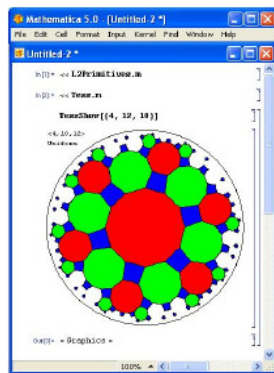 Mathematica 5.0 - [Untitled-2 *]
File Edit Cell Format Input Kernel Find Window Help
Untitled-2 *
In[1]:= << L2Primitives.m
In[2]:= << Tess.m
TessShow[{4, 12, 10}]
<4,10,12>
Out[3]= = Graphics =
100%